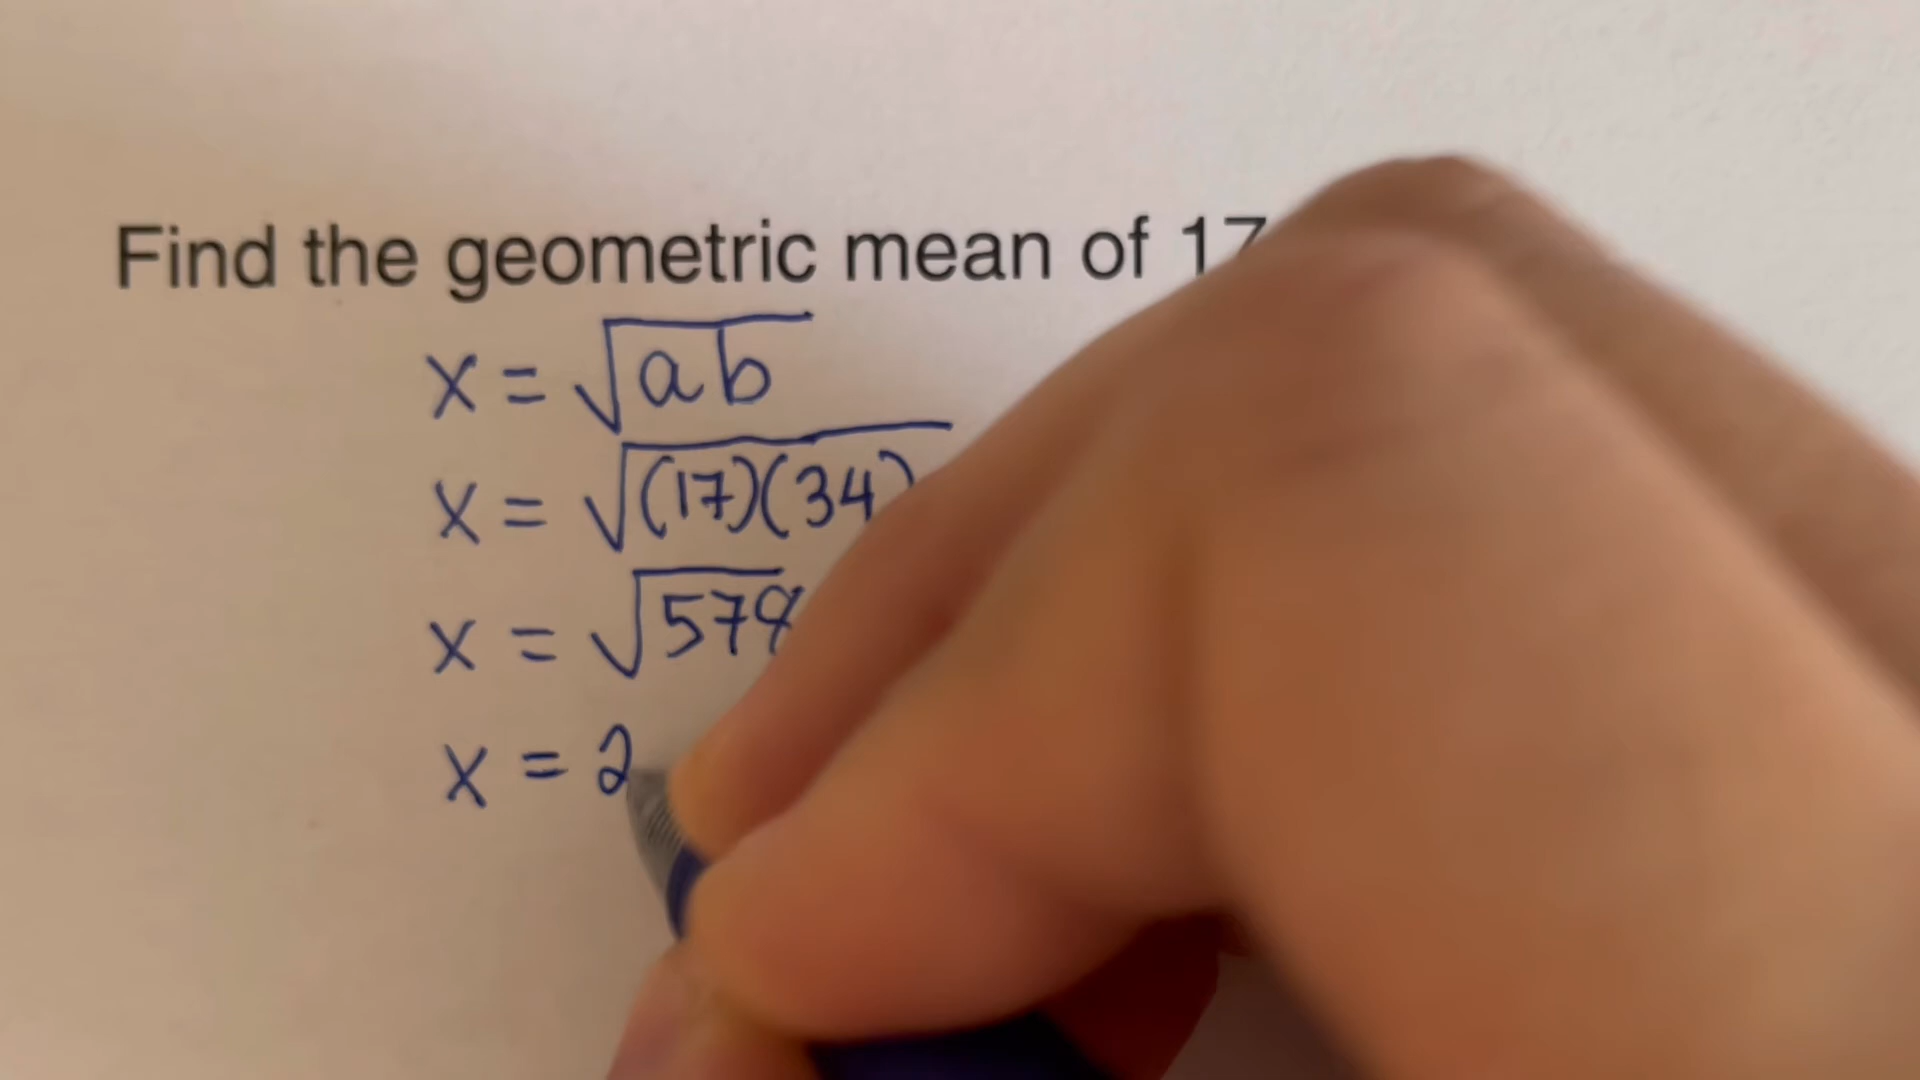 Find the geometric mean of 17
x = √ab
x = √(17)(34)
x = √578
x = 2